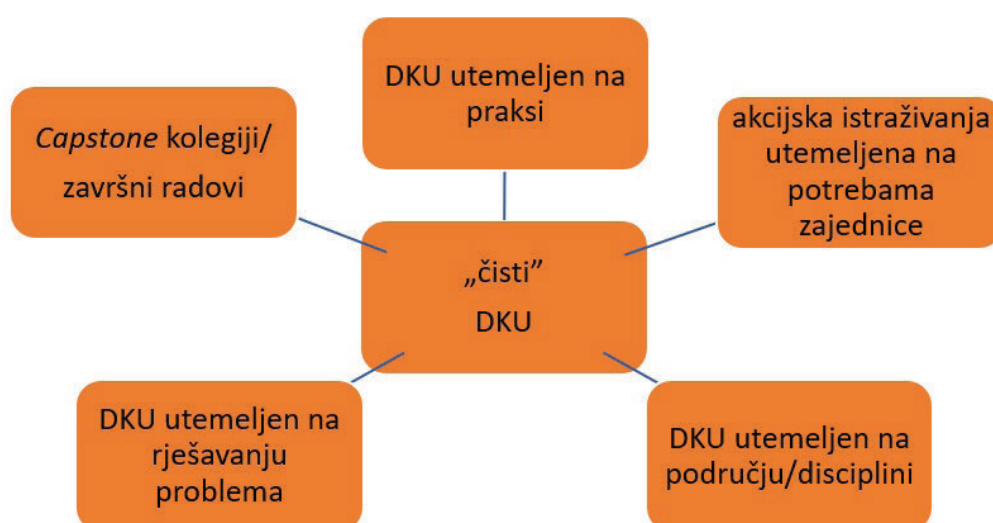 DKU utemeljen na
praksi
Capstone kolegiji/
završni radovi
akcijska istraživanja
utemeljena na
potrebama
zajednice
„čisti”
DKU
DKU utemeljen na
rješavanju
problema
DKU utemeljen na
području/disciplini